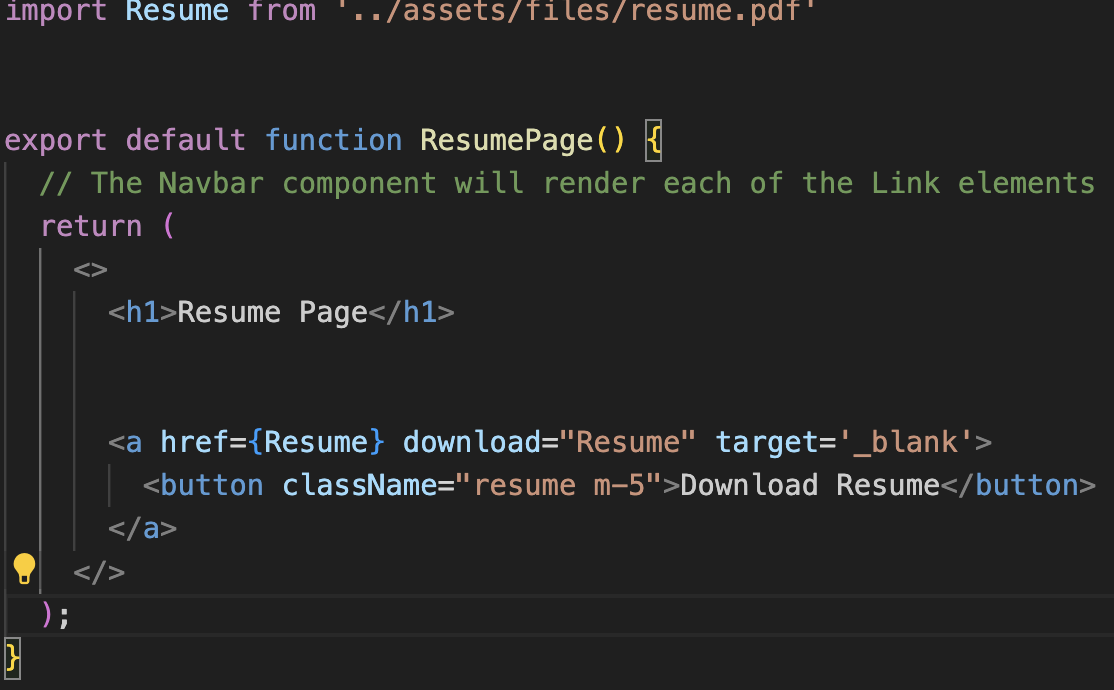 import Resume from '../assets/files/resume.pdf'
export default function ResumePage() {
// The Navbar component will render each of the Link elements
return (
<>
<h1>Resume Page</h1>
<a href={Resume} download="Resume" target='_blank'>
<button className="resume m-5">Download Resume</button>
</a>
</>
);
}